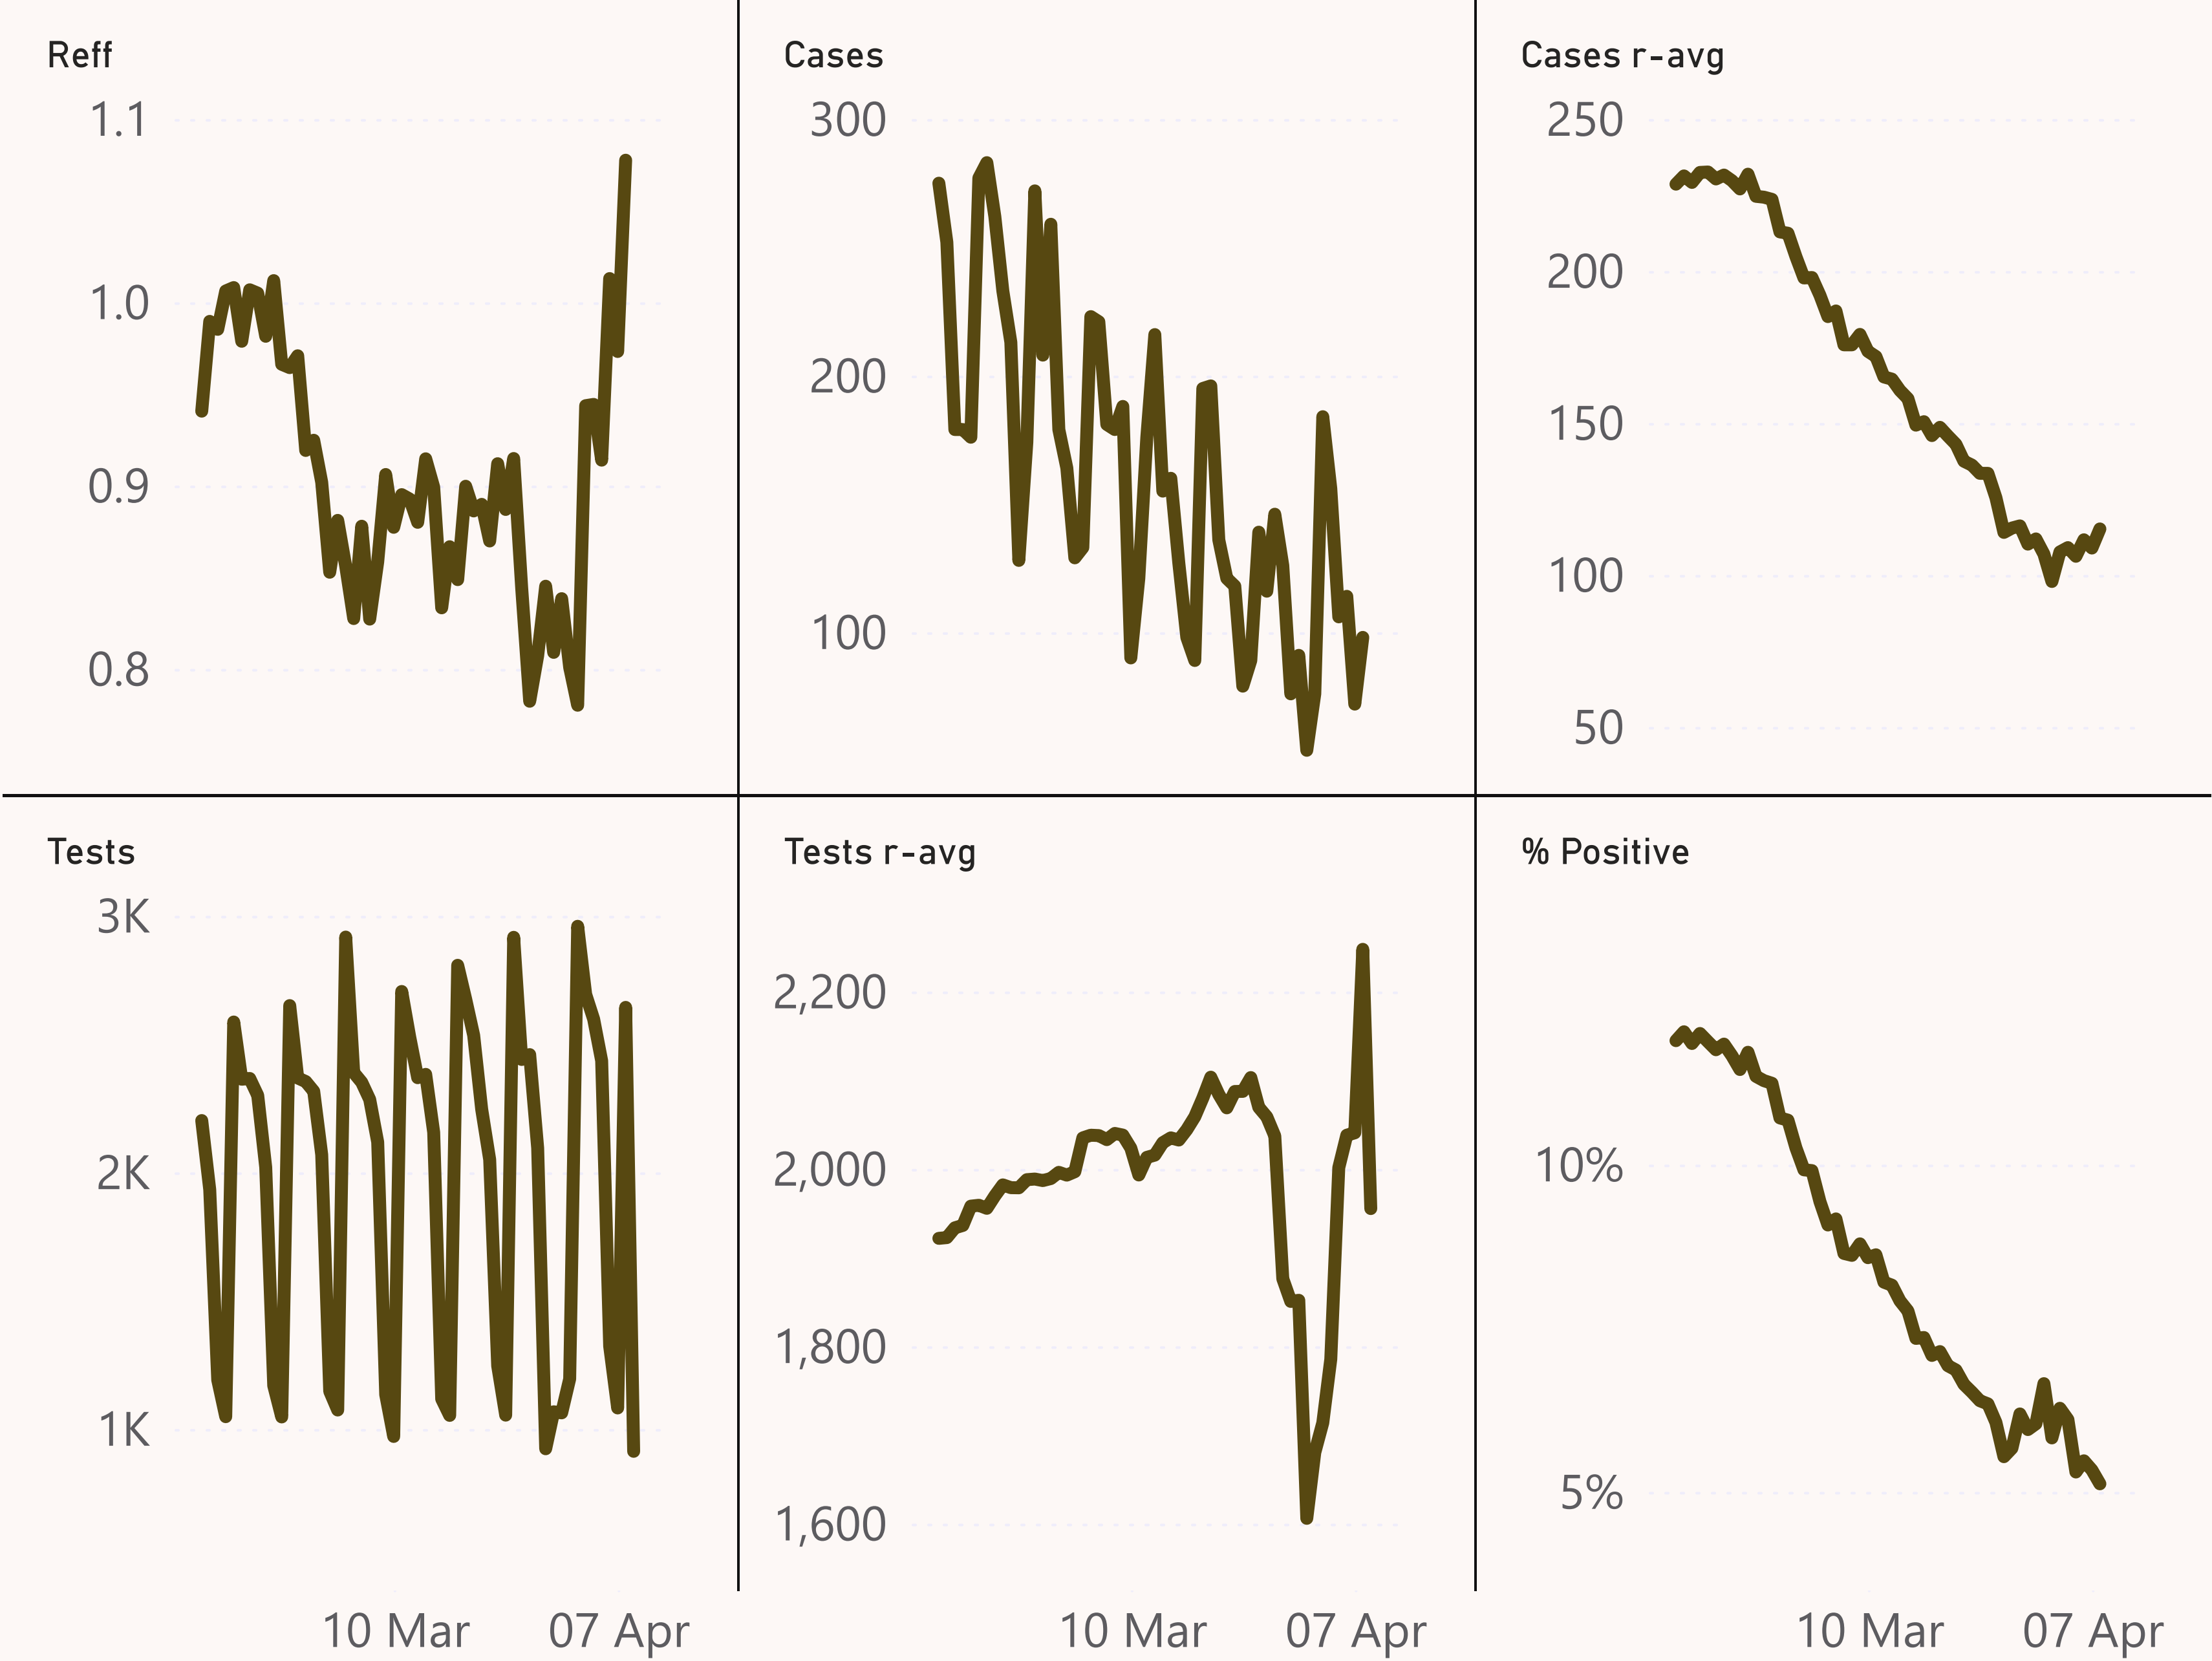 Reff
1.1
1.0
0.9
0.8
Cases
300
200
100
Cases r-avg
250
200
150
100
50
Tests
3K
2K
1K
10 Mar
07 Apr
Tests r-avg
2,200
2,000
1,800
1,600
10 Mar
07 Apr
% Positive
10%
5%
10 Mar
07 Apr